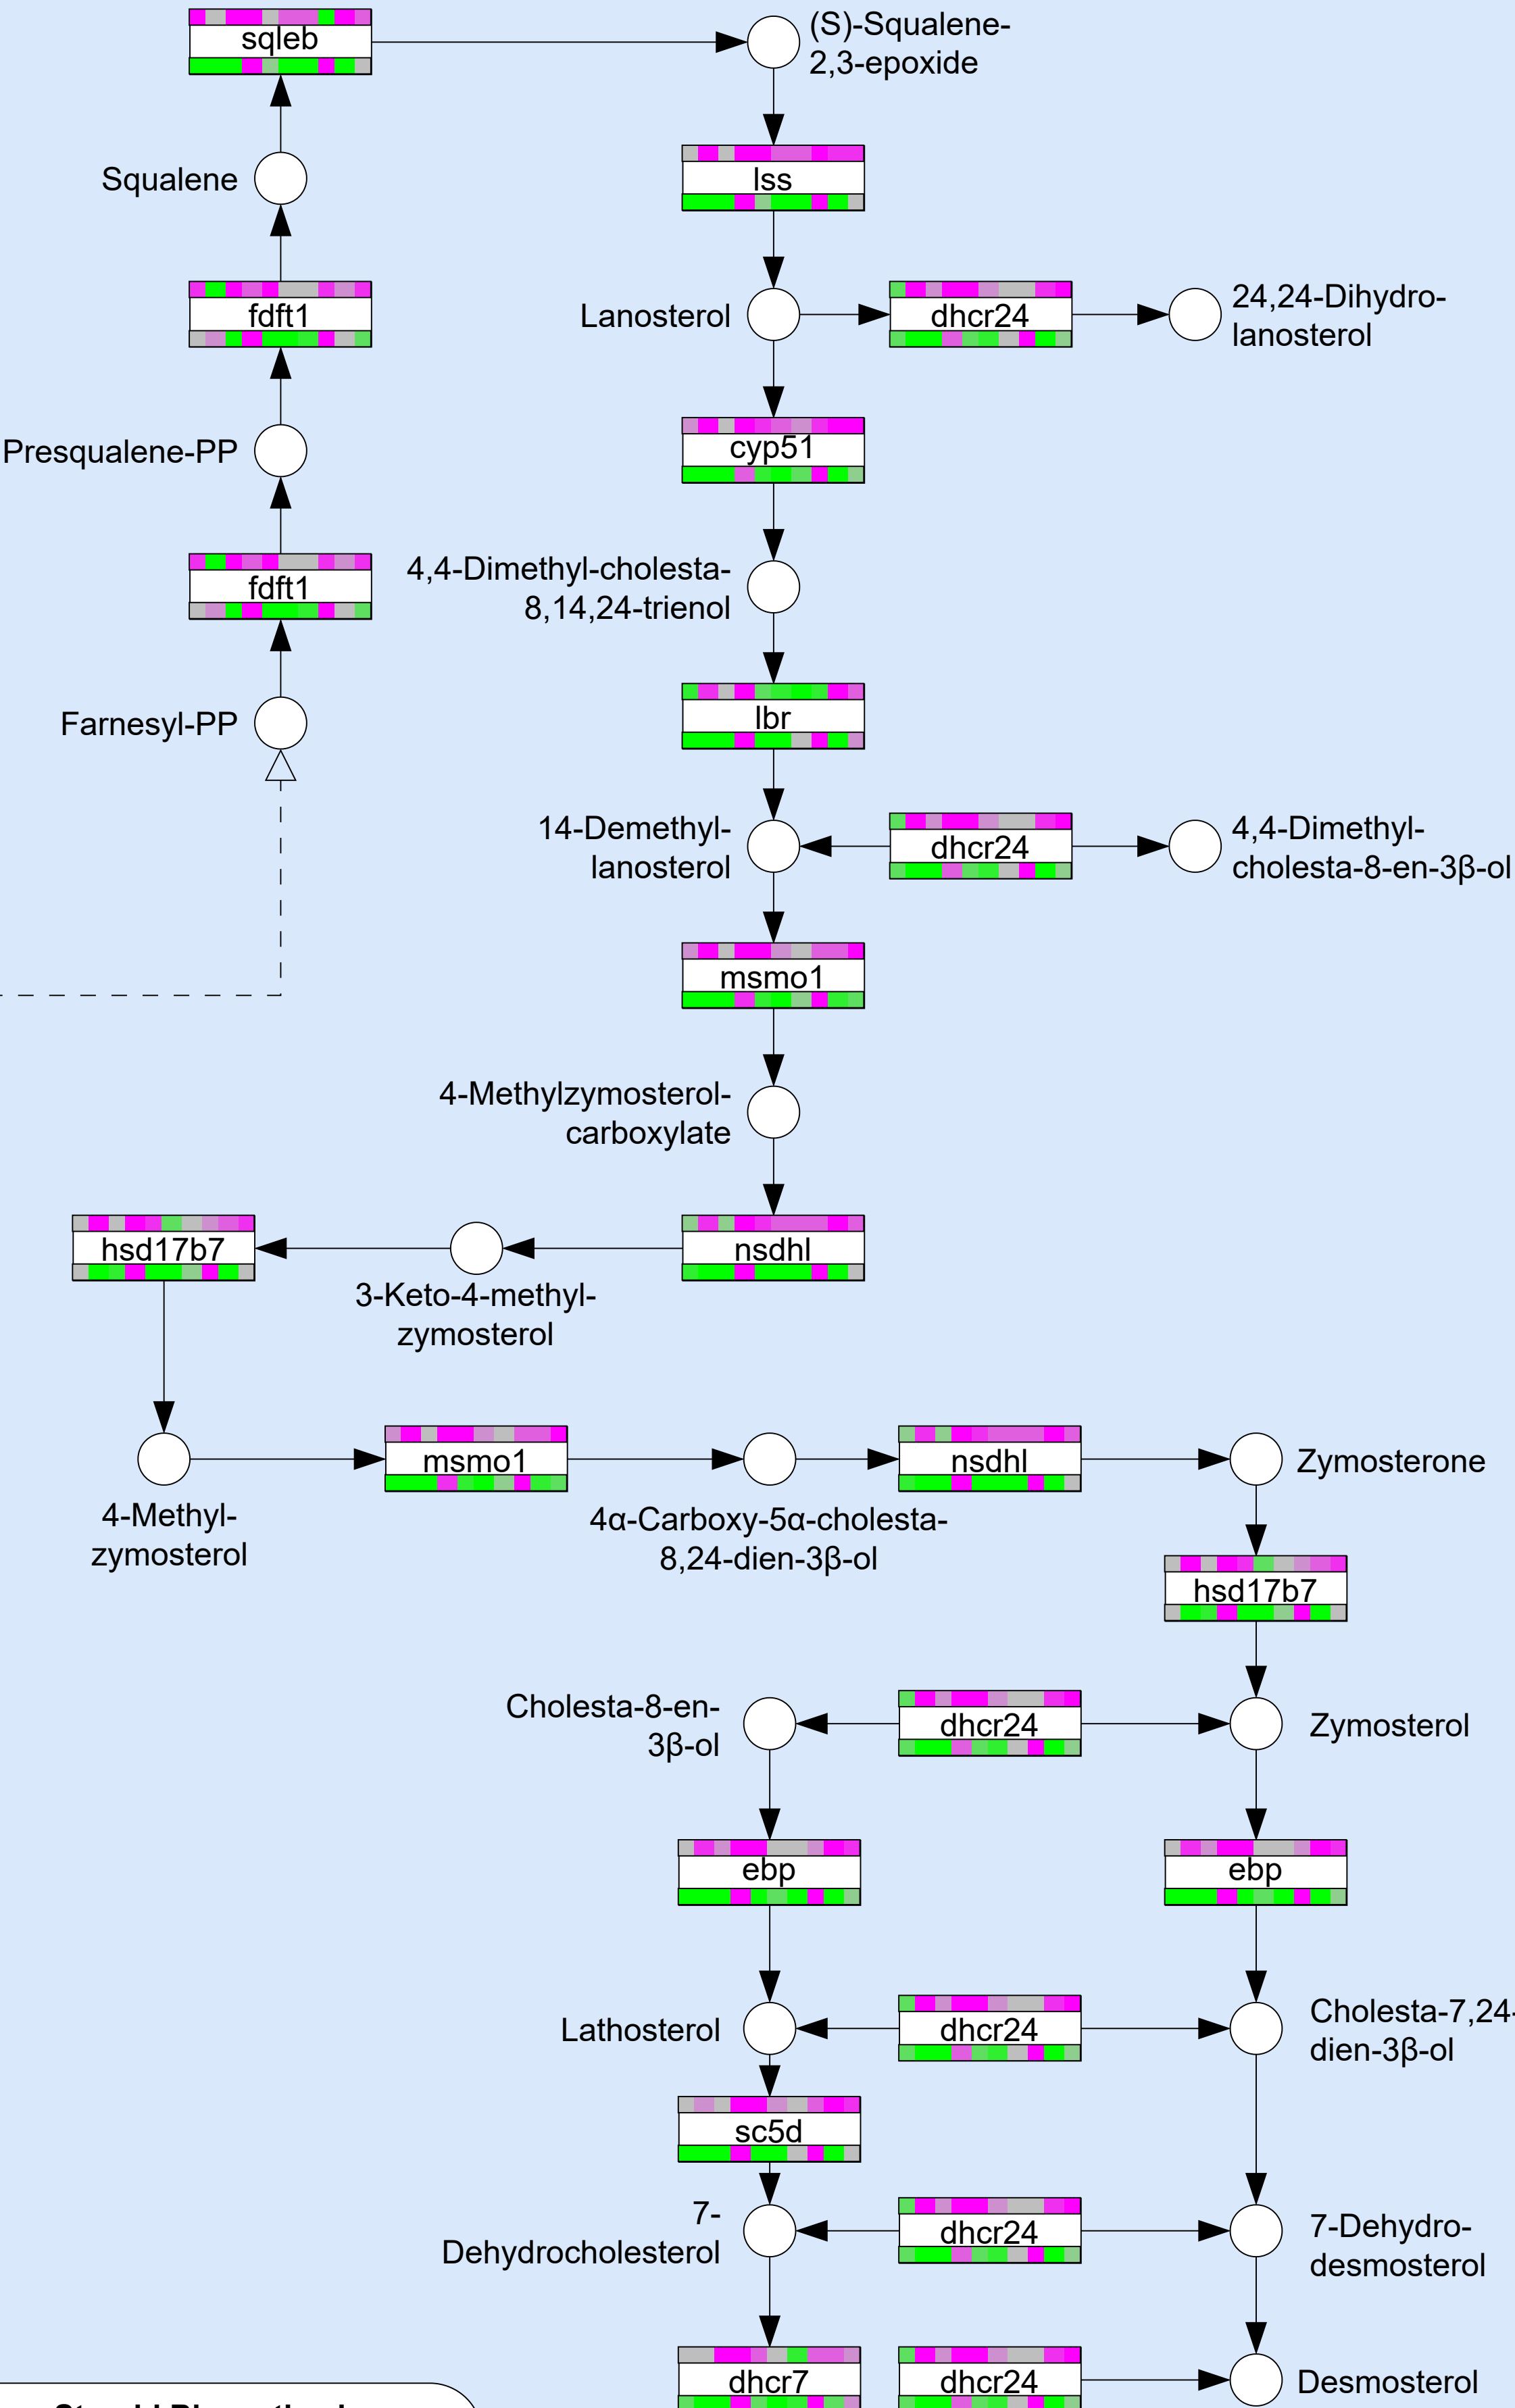 sqleb
(S)-Squalene-
2,3-epoxide
Squalene
lss
fdft1
Lanosterol
dhcr24
24,24-Dihydro-
lanosterol
Presqualene-PP
cyp51
fdft1
4,4-Dimethyl-cholesta-
8,14,24-trienol
Farnesyl-PP
lbr
14-Demethyl-
lanosterol
dhcr24
4,4-Dimethyl-
cholesta-8-en-3β-ol
msmo1
4-Methylzymosterol-
carboxylate
hsd17b7
3-Keto-4-methyl-
zymosterol
nsdhl
4-Methyl-
zymosterol
msmo1
4α-Carboxy-5α-cholesta-
8,24-dien-3β-ol
nsdhl
Zymosterone
hsd17b7
Cholesta-8-en-
3β-ol
dhcr24
Zymosterol
ebp
ebp
Lathosterol
dhcr24
Cholesta-7,24-
dien-3β-ol
sc5d
7-
Dehydrocholesterol
dhcr24
7-Dehydro-
desmosterol
dhcr7
dhcr24
Desmosterol